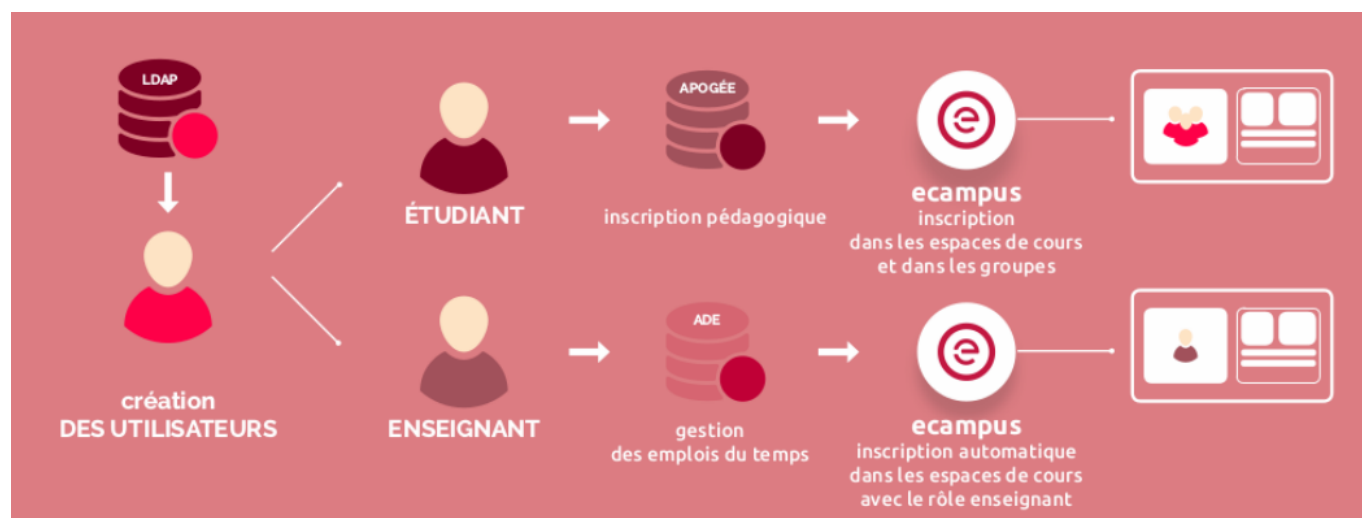 LDAP
création
DES UTILISATEURS
ÉTUDIANT
APOGÉE
inscription pédagogique
e
ecampus
inscription
dans les espaces de cours
et dans les groupes
ENSEIGNANT
ADE
gestion
des emplois du temps
e
ecampus
inscription automatique
dans les espaces de cours
avec le rôle enseignant